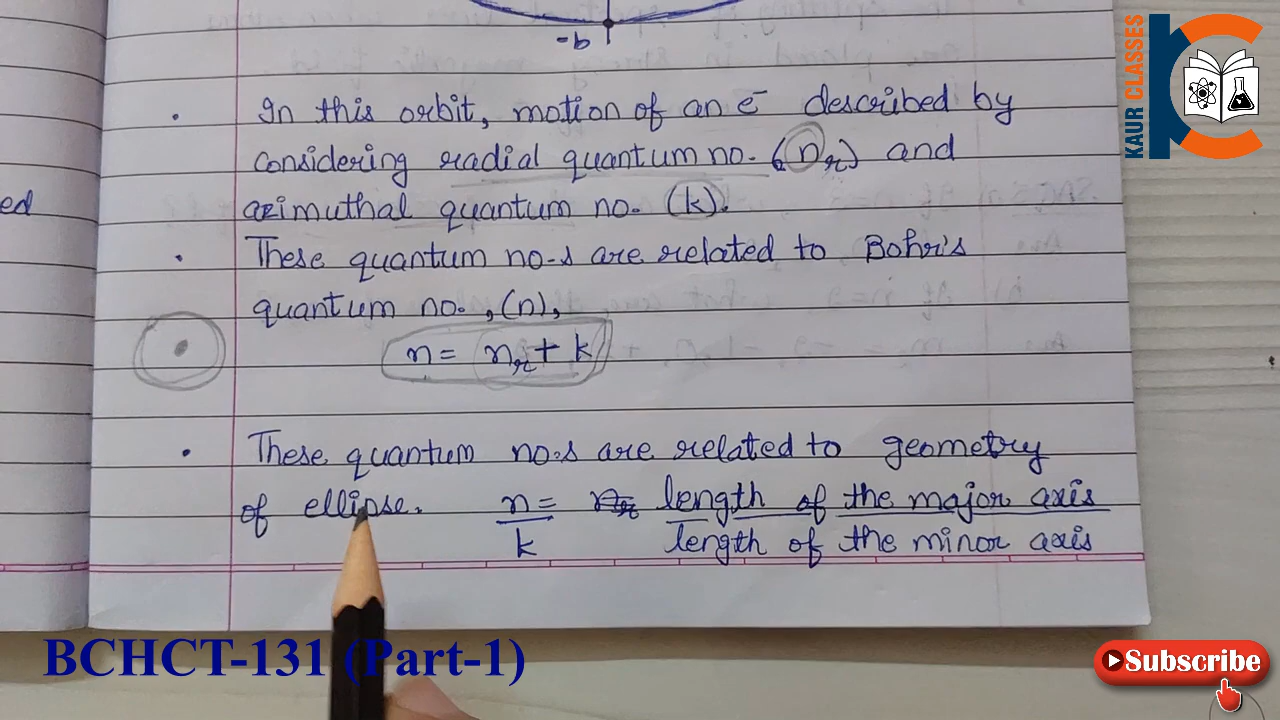 -b
KAUR CLASSES
In this orbit, motion of an e⁻ described by
considering radial quantum no. (nr) and
azimuthal quantum no. (k).
ed
These quantum no.s are related to Bohr's
quantum no., (n),
n = nr + k
These quantum no.s are related to geometry
of ellipse. n/k = length of the major axis
length of the minor axis
BCHCT-131 (Part-1)
Subscribe